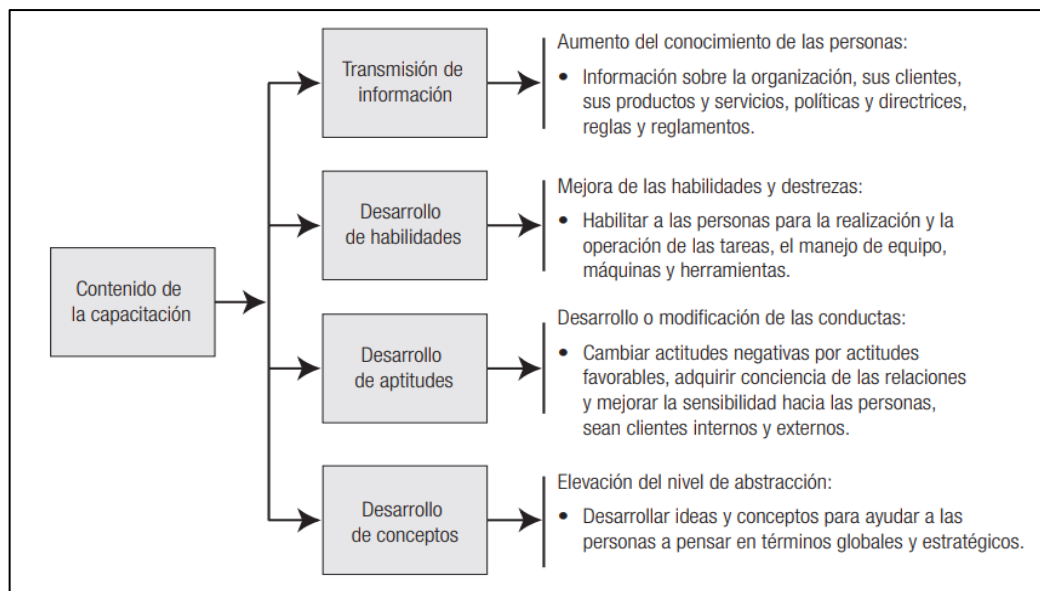 Contenido de
la capacitación
Transmisión de
información
Aumento del conocimiento de las personas:
• Información sobre la organización, sus clientes,
sus productos y servicios, políticas y directrices,
reglas y reglamentos.
Desarrollo
de habilidades
Mejora de las habilidades y destrezas:
• Habilitar a las personas para la realización y la
operación de las tareas, el manejo de equipo,
máquinas y herramientas.
Desarrollo
de aptitudes
Desarrollo o modificación de las conductas:
• Cambiar actitudes negativas por actitudes
favorables, adquirir conciencia de las relaciones
y mejorar la sensibilidad hacia las personas,
sean clientes internos y externos.
Desarrollo
de conceptos
Elevación del nivel de abstracción:
• Desarrollar ideas y conceptos para ayudar a las
personas a pensar en términos globales y estratégicos.